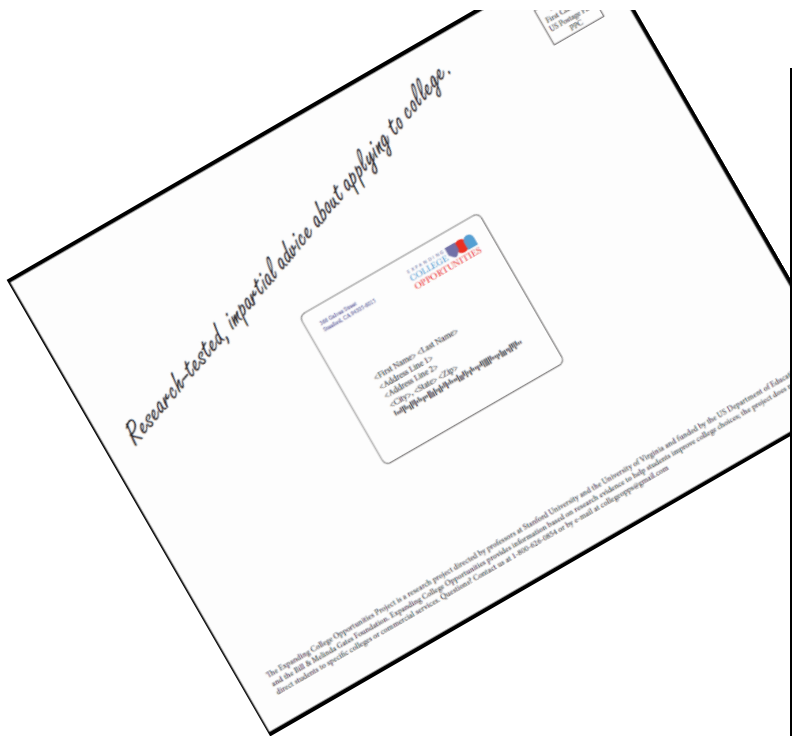 US Postage
PPC
Research-tested, impartial advice about applying to college.
EXPANDING
COLLEGE
OPPORTUNITIES
Stanford, CA 94305-6015
<First Name> <Last Name>
<Address Line 1>
<Address Line 2>
<City>, <State> <Zip>
The Expanding College Opportunities Project is a research project directed by professors at Stanford University and the University of Virginia and funded by the US Department of
and the Bill & Melinda Gates Foundation. Expanding College Opportunities provides information based on research evidence to help students improve college choices; the project does
direct students to specific colleges or commercial services. Questions? Contact us at 1-800-626-0854 or by e-mail at collegeopps@gmail.com